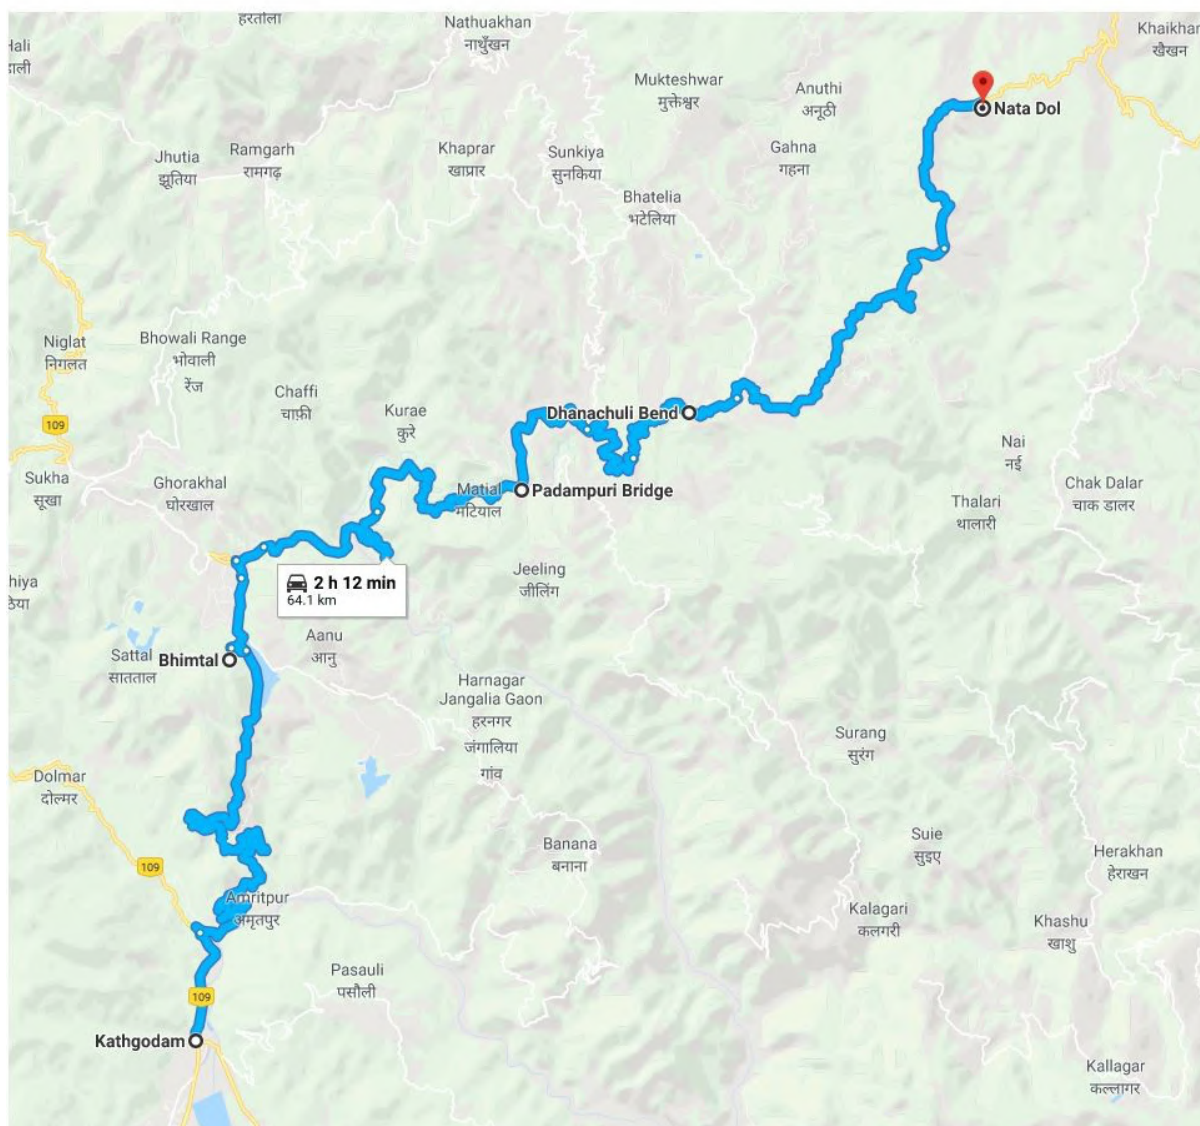 हरतोला
Nathuakhan
नाथुँखन
Khaikhan
खैखन
Mukteshwar
मुक्तेश्वर
Anuthi
अनूठी
Nata Dol
Jhutia
झूतिया
Ramgarh
रामगढ़
Khaprar
खाप्रार
Sunkiya
सुनकिया
Gahna
गहना
Bhatelia
भटेलिया
Niglat
निगलत
Bhowali Range
भोवाली
रेंज
Chaffi
चाफ़ी
Kurae
कुरे
Dhanachuli Bend
109
Nai
नई
Sukha
सूखा
Ghorakhal
घोरखाल
Matial
मटियाल
Padampuri Bridge
Thalari
थालारी
Chak Dalar
चाक डालर
2 h 12 min
64.1 km
Jeeling
जीलिंग
Aanu
आनु
Sattal
सातताल
Bhimtal
Harnagar
Jangalia Gaon
हरनगर
जंगालिया
गांव
Surang
सुरंग
Dolmar
दोल्मर
109
Banana
बनाना
Suie
सुइए
Herakhan
हेराखन
Amritpur
अमृतपुर
Kalagari
कलगरी
Khashu
खाशु
Pasauli
पसौली
109
Kathgodam
Kallagar
कल्लागर